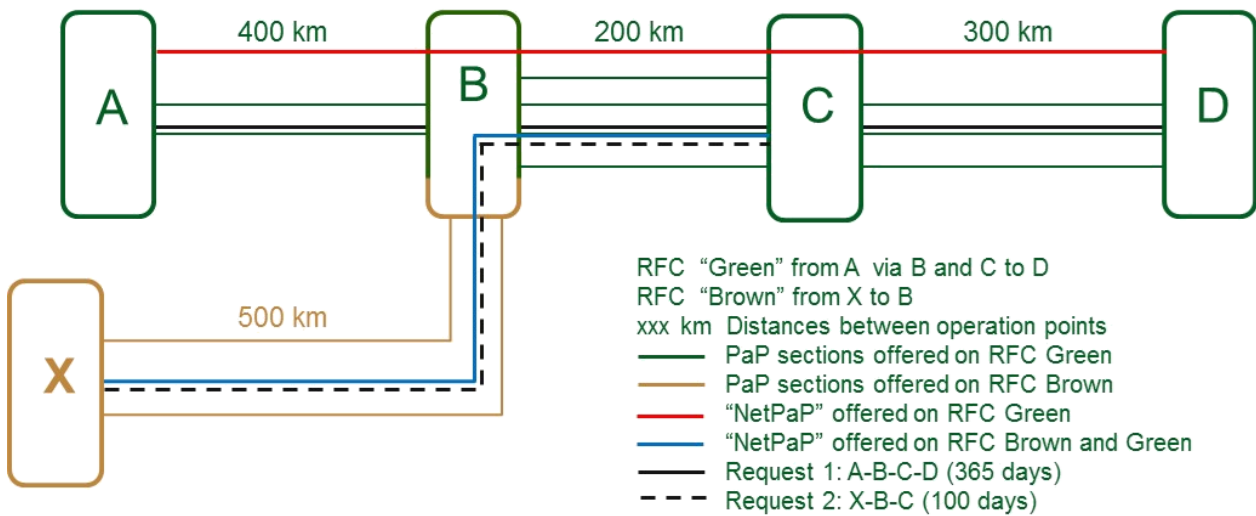 400 km
200 km
300 km
A
B
C
D
500 km
X
RFC “Green” from A via B and C to D
RFC “Brown” from X to B
xxx km Distances between operation points
PaP sections offered on RFC Green
PaP sections offered on RFC Brown
“NetPaP” offered on RFC Green
“NetPaP” offered on RFC Brown and Green
Request 1: A-B-C-D (365 days)
Request 2: X-B-C (100 days)